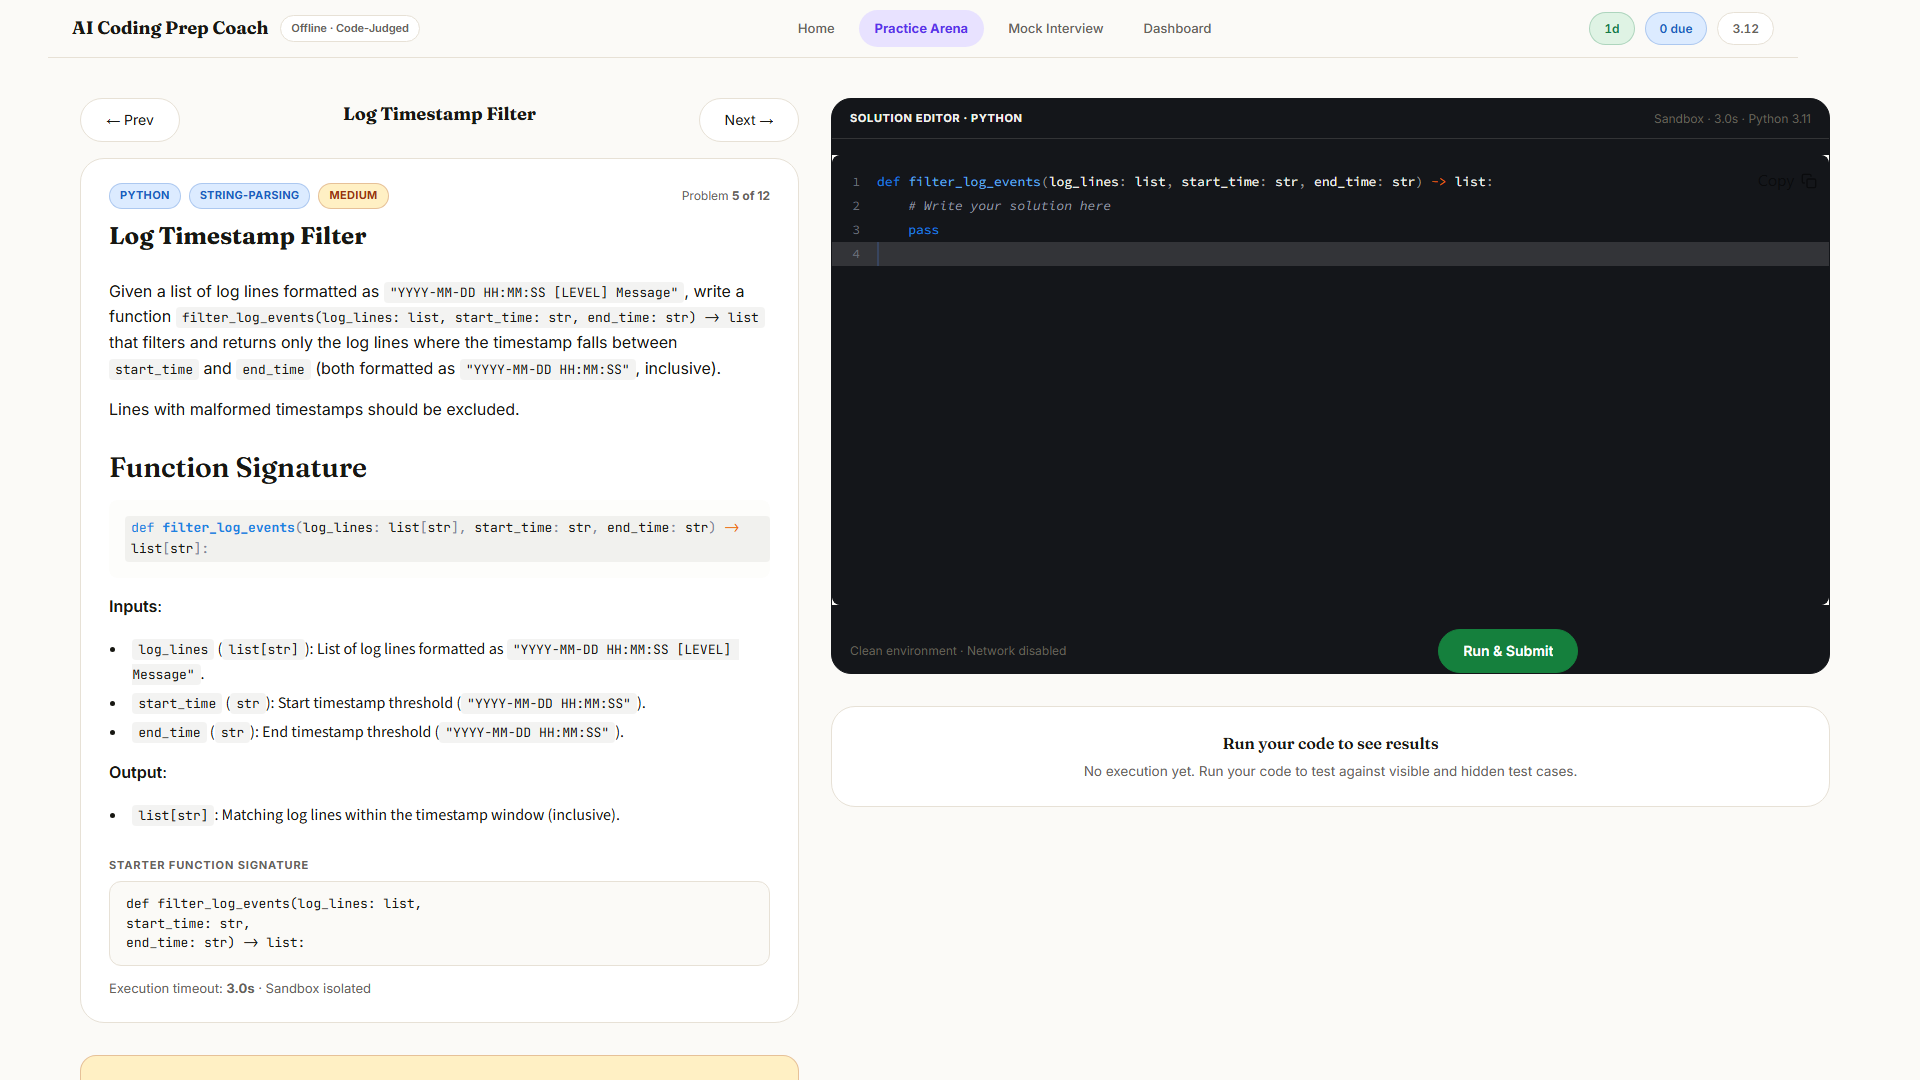 AI Coding Prep Coach
Offline · Code-Judged
Home
Practice Arena
Mock Interview
Dashboard
1d
0 due
3.12
← Prev
Log Timestamp Filter
Next →
PYTHON
STRING-PARSING
MEDIUM
Problem 5 of 12
Log Timestamp Filter
Given a list of log lines formatted as "YYYY-MM-DD HH:MM:SS [LEVEL] Message", write a
function filter_log_events(log_lines: list, start_time: str, end_time: str) -> list
that filters and returns only the log lines where the timestamp falls between
start_time and end_time (both formatted as "YYYY-MM-DD HH:MM:SS", inclusive).
Lines with malformed timestamps should be excluded.
Function Signature
def filter_log_events(log_lines: list[str], start_time: str, end_time: str) ->
list[str]:
Inputs:
• log_lines (list[str]): List of log lines formatted as "YYYY-MM-DD HH:MM:SS [LEVEL]
Message".
• start_time (str): Start timestamp threshold ("YYYY-MM-DD HH:MM:SS").
• end_time (str): End timestamp threshold ("YYYY-MM-DD HH:MM:SS").
Output:
• list[str]: Matching log lines within the timestamp window (inclusive).
STARTER FUNCTION SIGNATURE
def filter_log_events(log_lines: list,
start_time: str,
end_time: str) -> list:
Execution timeout: 3.0s · Sandbox isolated
SOLUTION EDITOR · PYTHON
Sandbox · 3.0s · Python 3.11
1 def filter_log_events(log_lines: list, start_time: str, end_time: str) -> list:
Copy
2 # Write your solution here
3 pass
4
Clean environment · Network disabled
Run & Submit
Run your code to see results
No execution yet. Run your code to test against visible and hidden test cases.